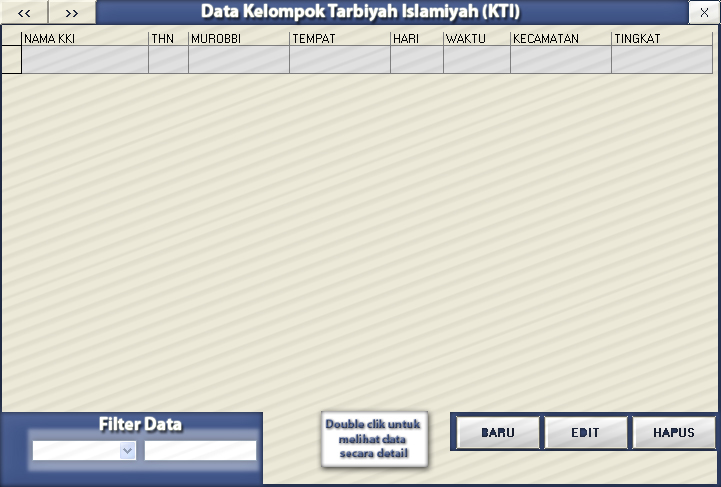 << >> Data Kelompok Tarbiyah Islamiyah (KTI) X
NAMA KKI THN MUROBBI TEMPAT HARI WAKTU KECAMATAN TINGKAT
Filter Data
Double clik untuk
melihat data
secara detail
BARU EDIT HAPUS